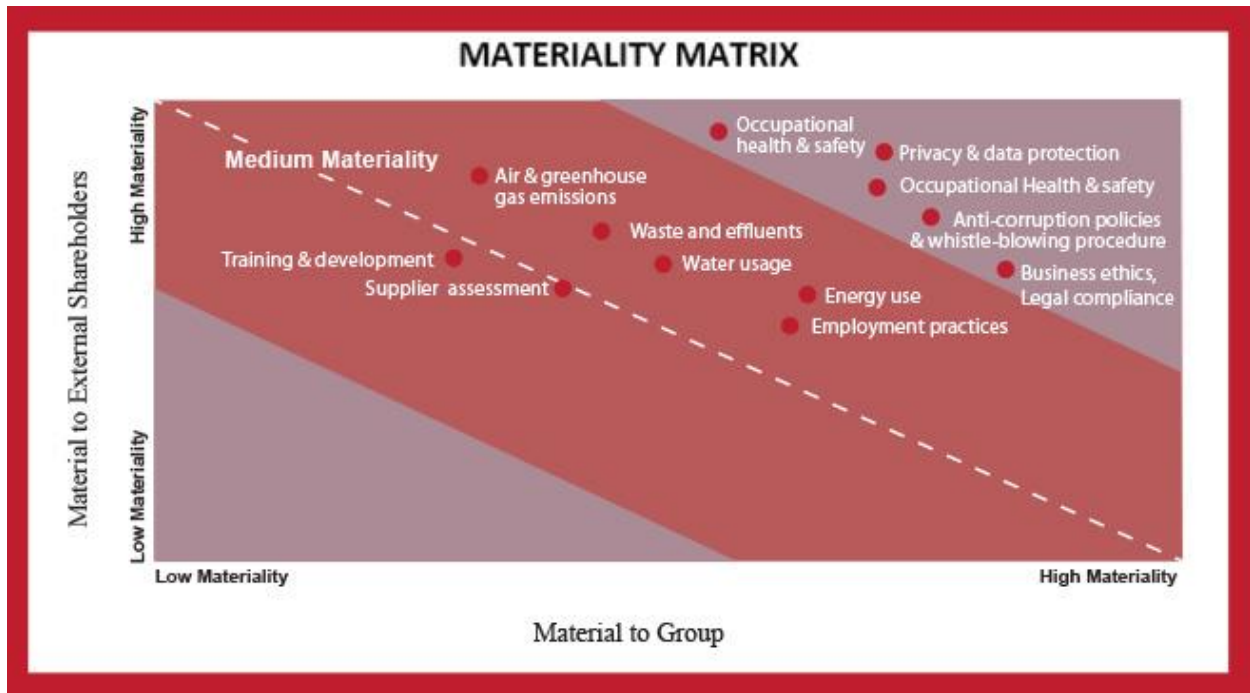 MATERIALITY MATRIX
Material to External Shareholders
High Materiality
Low Materiality
Medium Materiality
Occupational
health & safety
Privacy & data protection
Air & greenhouse
gas emissions
Occupational Health & safety
Anti-corruption policies
& whistle-blowing procedure
Waste and effluents
Training & development
Water usage
Business ethics,
Legal compliance
Supplier assessment
Energy use
Employment practices
Low Materiality
High Materiality
Material to Group